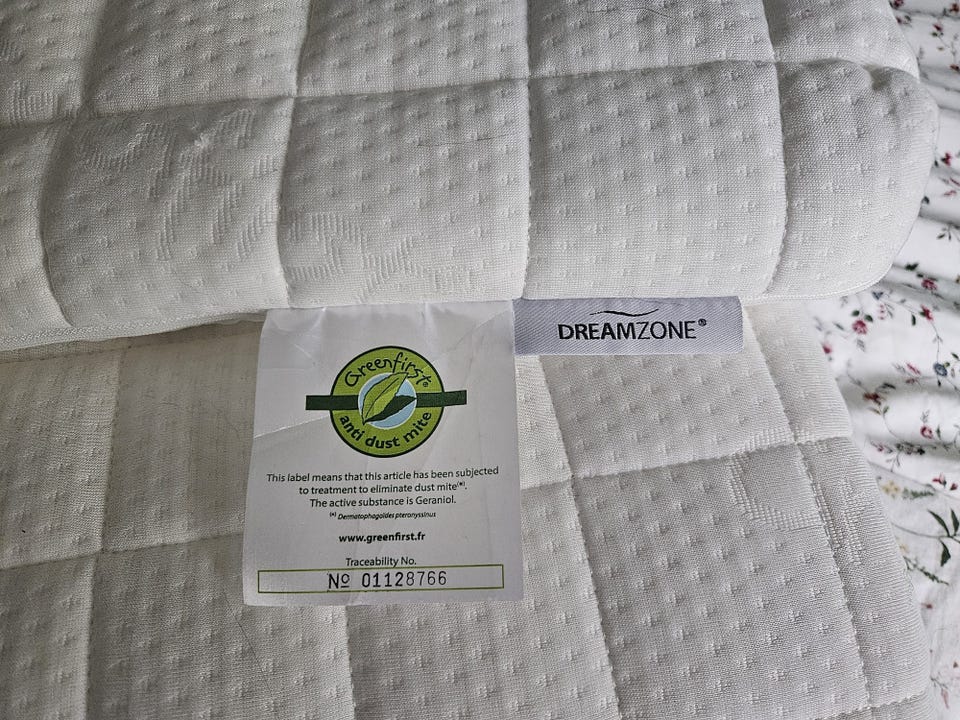 Greenfirst®
anti dust mite
This label means that this article has been subjected
to treatment to eliminate dust mite(*).
The active substance is Geraniol.
(*) Dermatophagoides pteronyssinus
www.greenfirst.fr
Traceability No.
Nº 01128766
DREAMZONE®